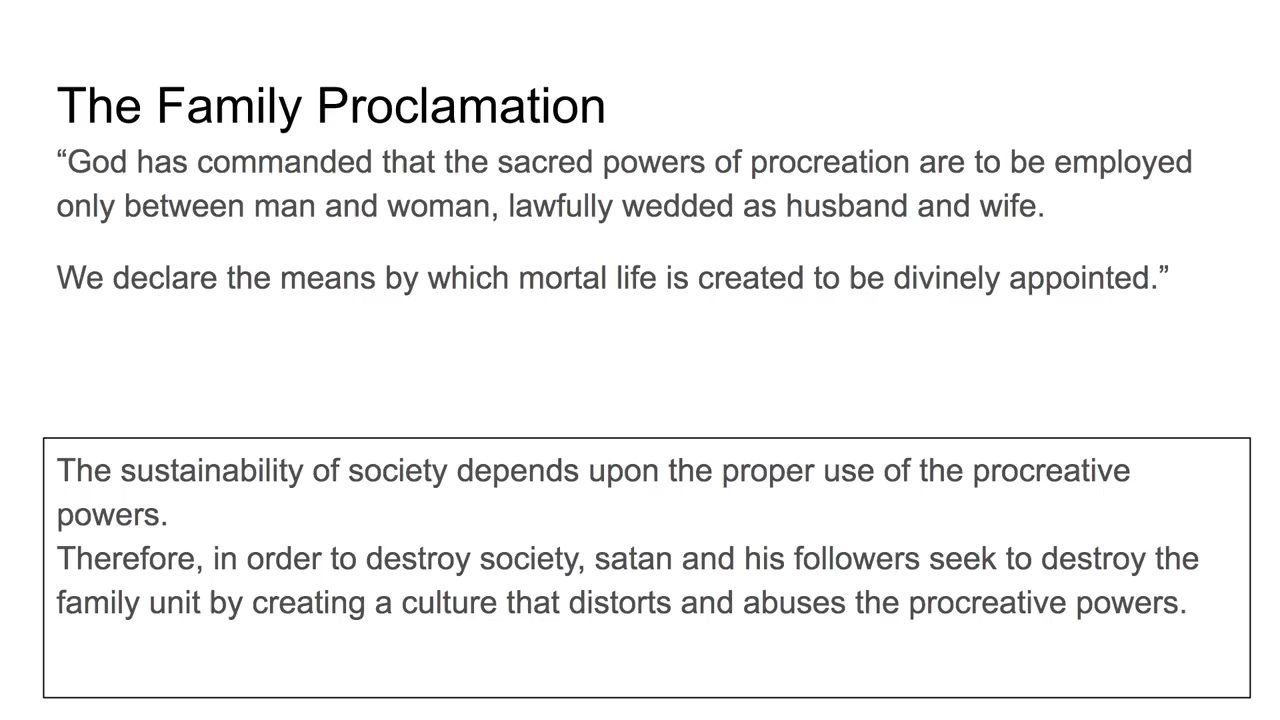 The Family Proclamation
“God has commanded that the sacred powers of procreation are to be employed
only between man and woman, lawfully wedded as husband and wife.
We declare the means by which mortal life is created to be divinely appointed.”
The sustainability of society depends upon the proper use of the procreative
powers.
Therefore, in order to destroy society, satan and his followers seek to destroy the
family unit by creating a culture that distorts and abuses the procreative powers.